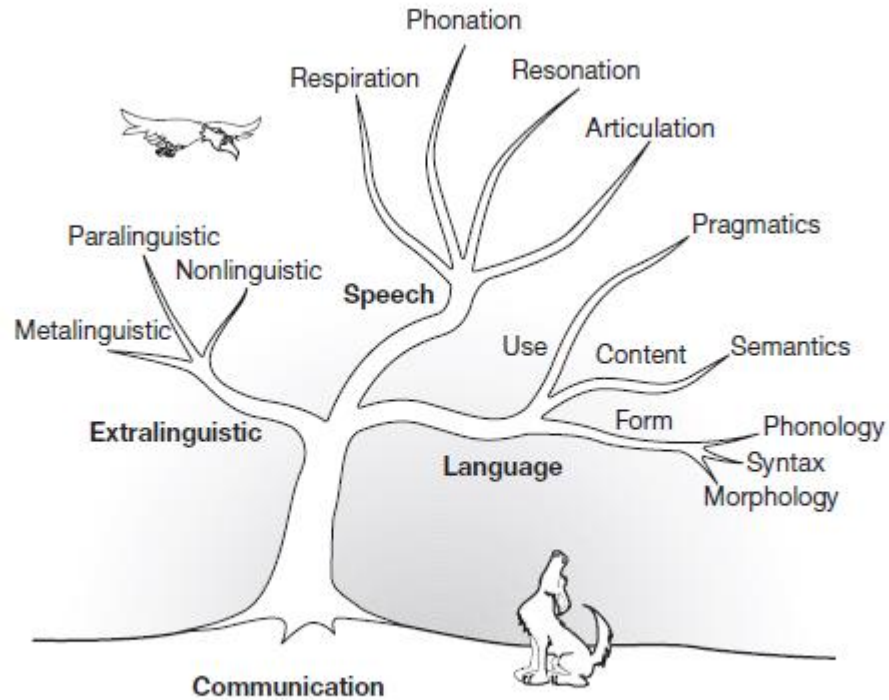 Phonation
Respiration
Resonation
Articulation
Paralinguistic
Nonlinguistic
Metalinguistic
Speech
Pragmatics
Use
Content
Semantics
Extralinguistic
Form
Phonology
Language
Syntax
Morphology
Communication